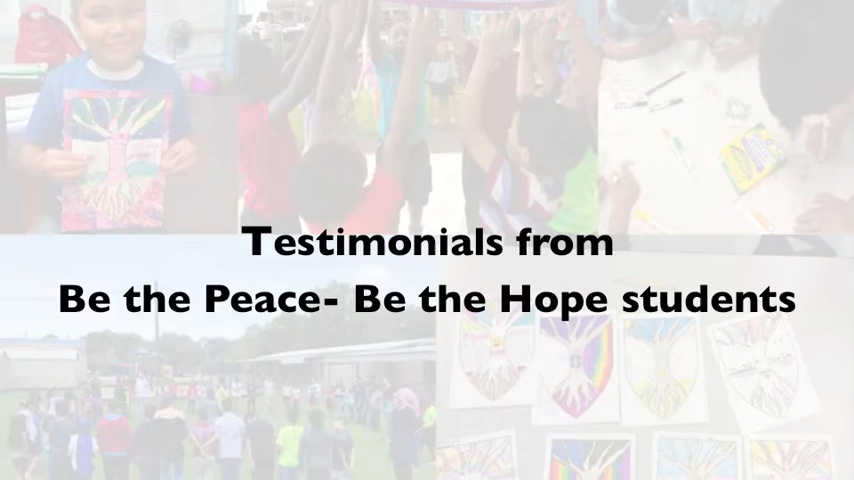 Testimonials from
Be the Peace- Be the Hope students